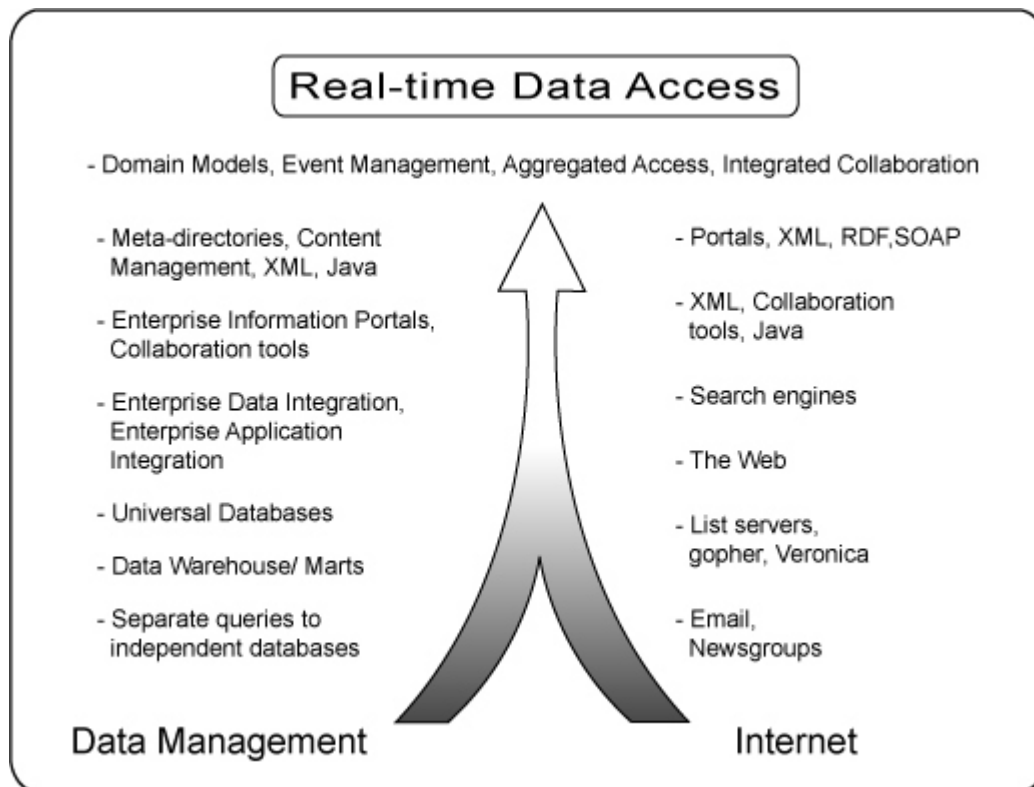 Real-time Data Access
- Domain Models, Event Management, Aggregated Access, Integrated Collaboration
- Meta-directories, Content
Management, XML, Java
- Enterprise Information Portals,
Collaboration tools
- Enterprise Data Integration,
Enterprise Application
Integration
- Universal Databases
- Data Warehouse/ Marts
- Separate queries to
independent databases
Data Management
- Portals, XML, RDF,SOAP
- XML, Collaboration
tools, Java
- Search engines
- The Web
- List servers,
gopher, Veronica
- Email,
Newsgroups
Internet